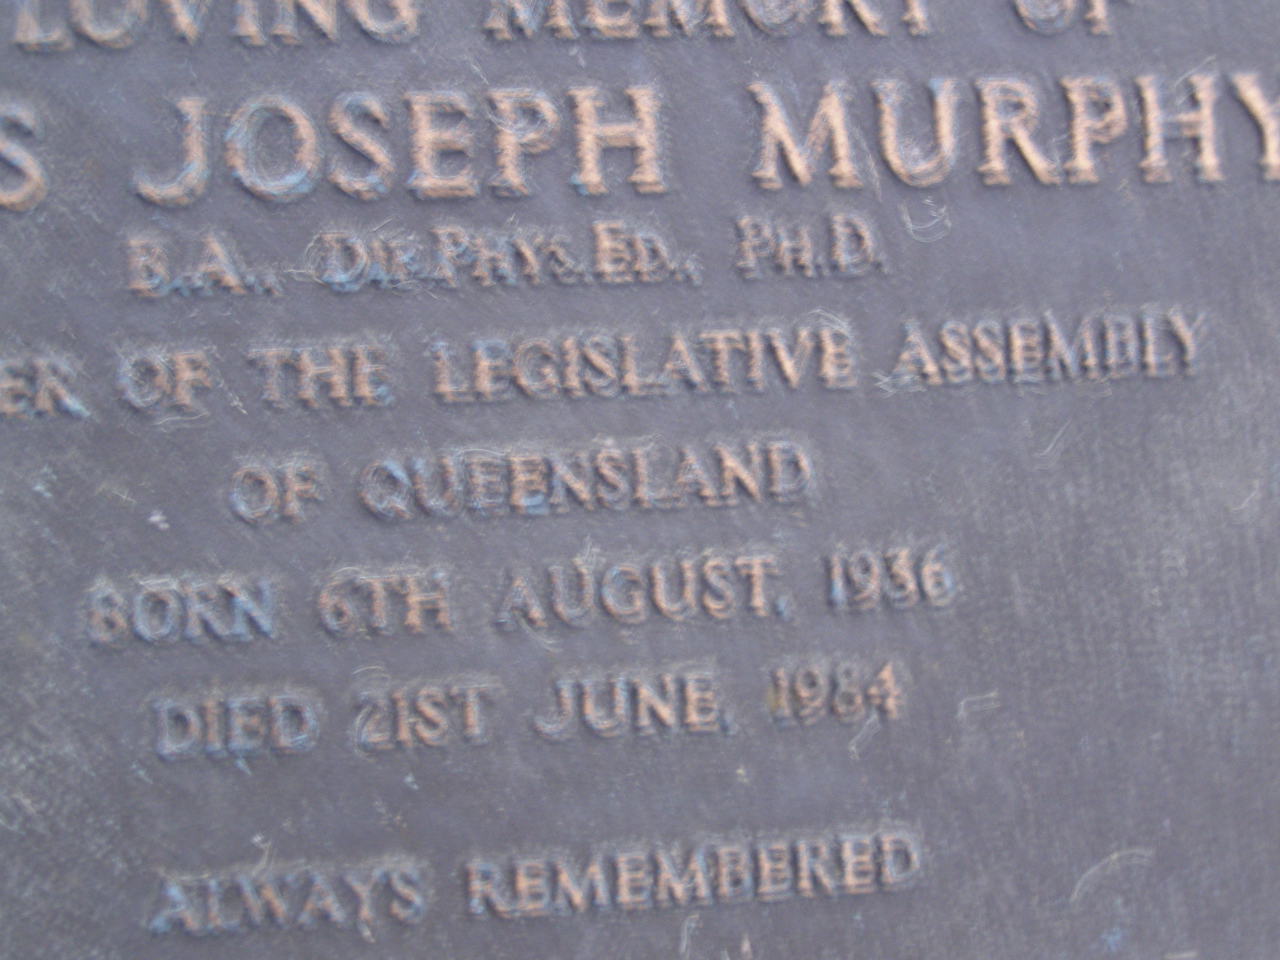 LOVING MEMORY OF
S JOSEPH MURPHY
B.A., DIP.PHYS.ED., PH.D.
ER OF THE LEGISLATIVE ASSEMBLY
OF QUEENSLAND
BORN 6TH AUGUST, 1936
DIED 21ST JUNE, 1984
ALWAYS REMEMBERED